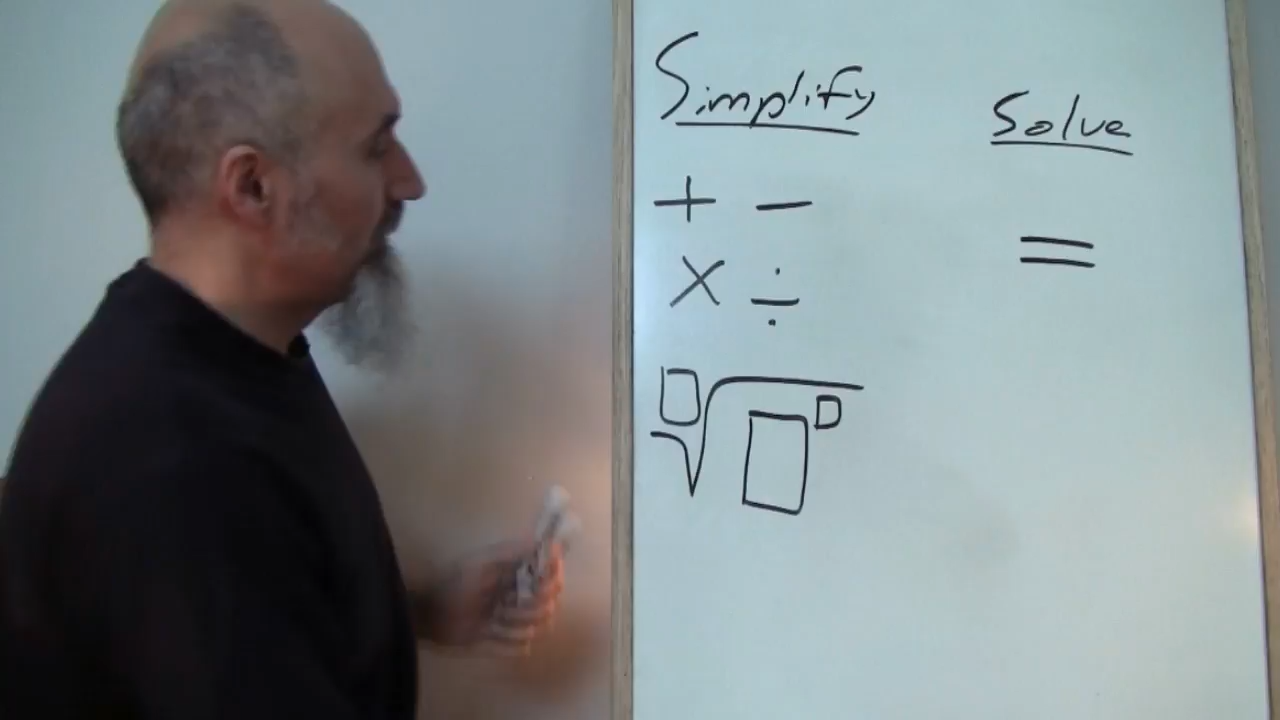 Simplify
Solve
+ −
=
× ÷
ⁿ√▯▫